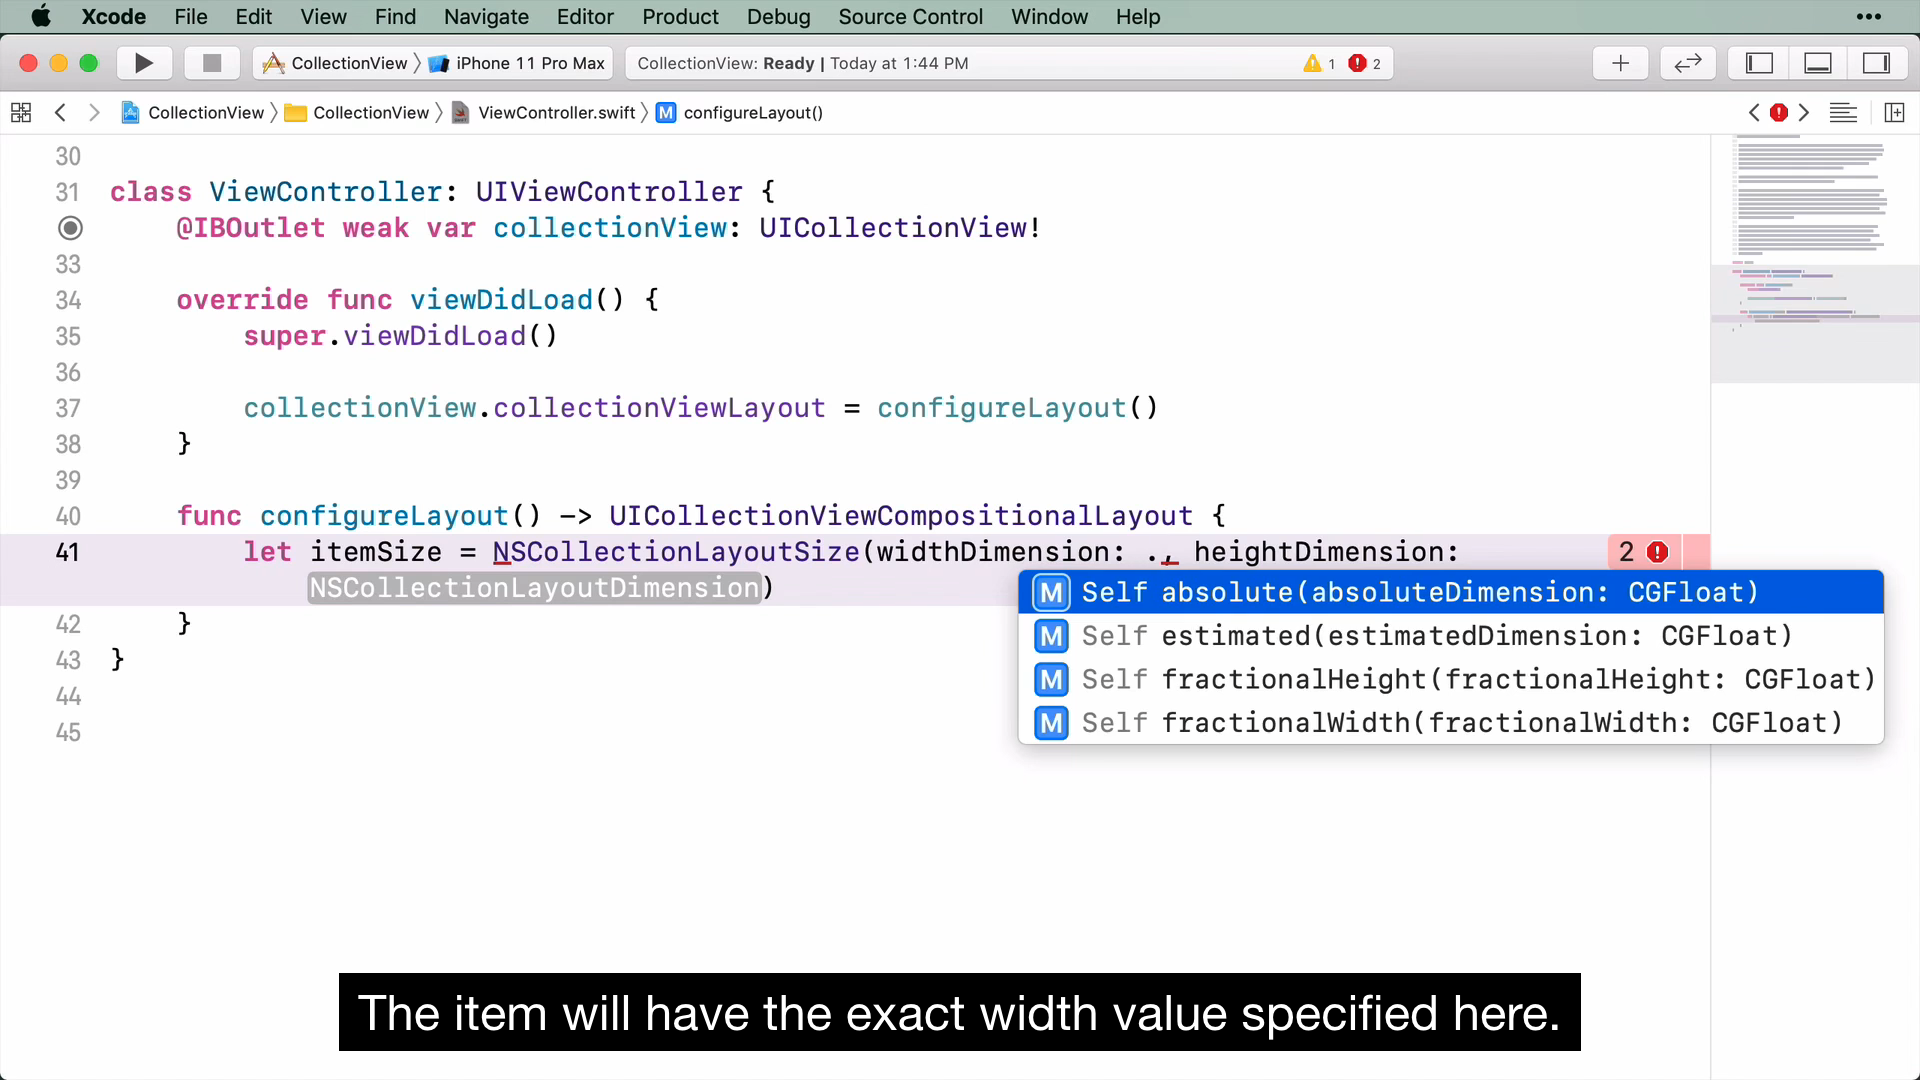 Xcode File Edit View Find Navigate Editor Product Debug Source Control Window Help •••
CollectionView 〉 iPhone 11 Pro Max CollectionView: Ready | Today at 1:44 PM 1 2
CollectionView 〉 CollectionView 〉 ViewController.swift 〉 M configureLayout()
30
31 class ViewController: UIViewController {
@IBOutlet weak var collectionView: UICollectionView!
33
34 override func viewDidLoad() {
35 super.viewDidLoad()
36
37 collectionView.collectionViewLayout = configureLayout()
38 }
39
40 func configureLayout() -> UICollectionViewCompositionalLayout {
41 let itemSize = NSCollectionLayoutSize(widthDimension: ., heightDimension: 2
NSCollectionLayoutDimension)
M Self absolute(absoluteDimension: CGFloat)
M Self estimated(estimatedDimension: CGFloat)
M Self fractionalHeight(fractionalHeight: CGFloat)
M Self fractionalWidth(fractionalWidth: CGFloat)
42 }
43 }
44
45
The item will have the exact width value specified here.